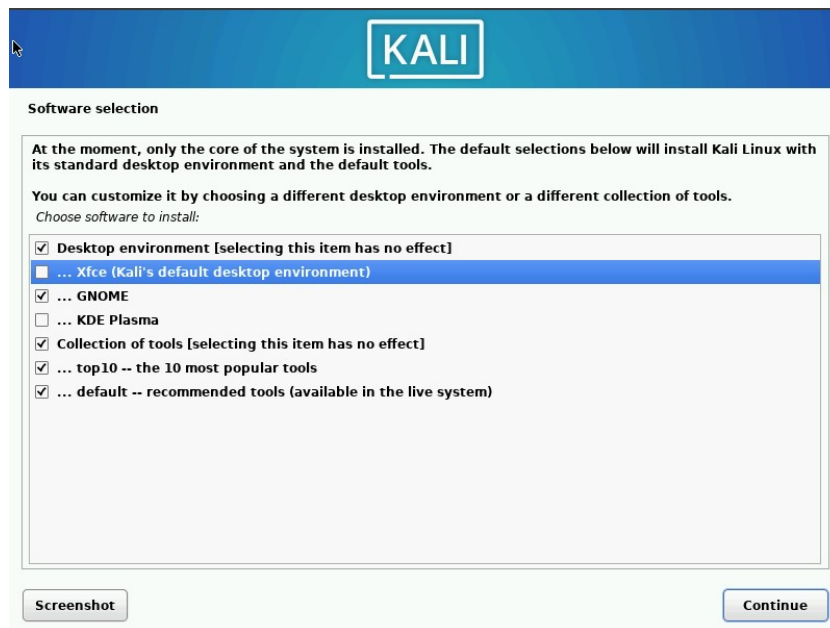 KALI
Software selection
At the moment, only the core of the system is installed. The default selections below will install Kali Linux with
its standard desktop environment and the default tools.
You can customize it by choosing a different desktop environment or a different collection of tools.
Choose software to install:
Desktop environment [selecting this item has no effect]
... Xfce (Kali's default desktop environment)
... GNOME
... KDE Plasma
Collection of tools [selecting this item has no effect]
... top10 -- the 10 most popular tools
... default -- recommended tools (available in the live system)
Screenshot
Continue